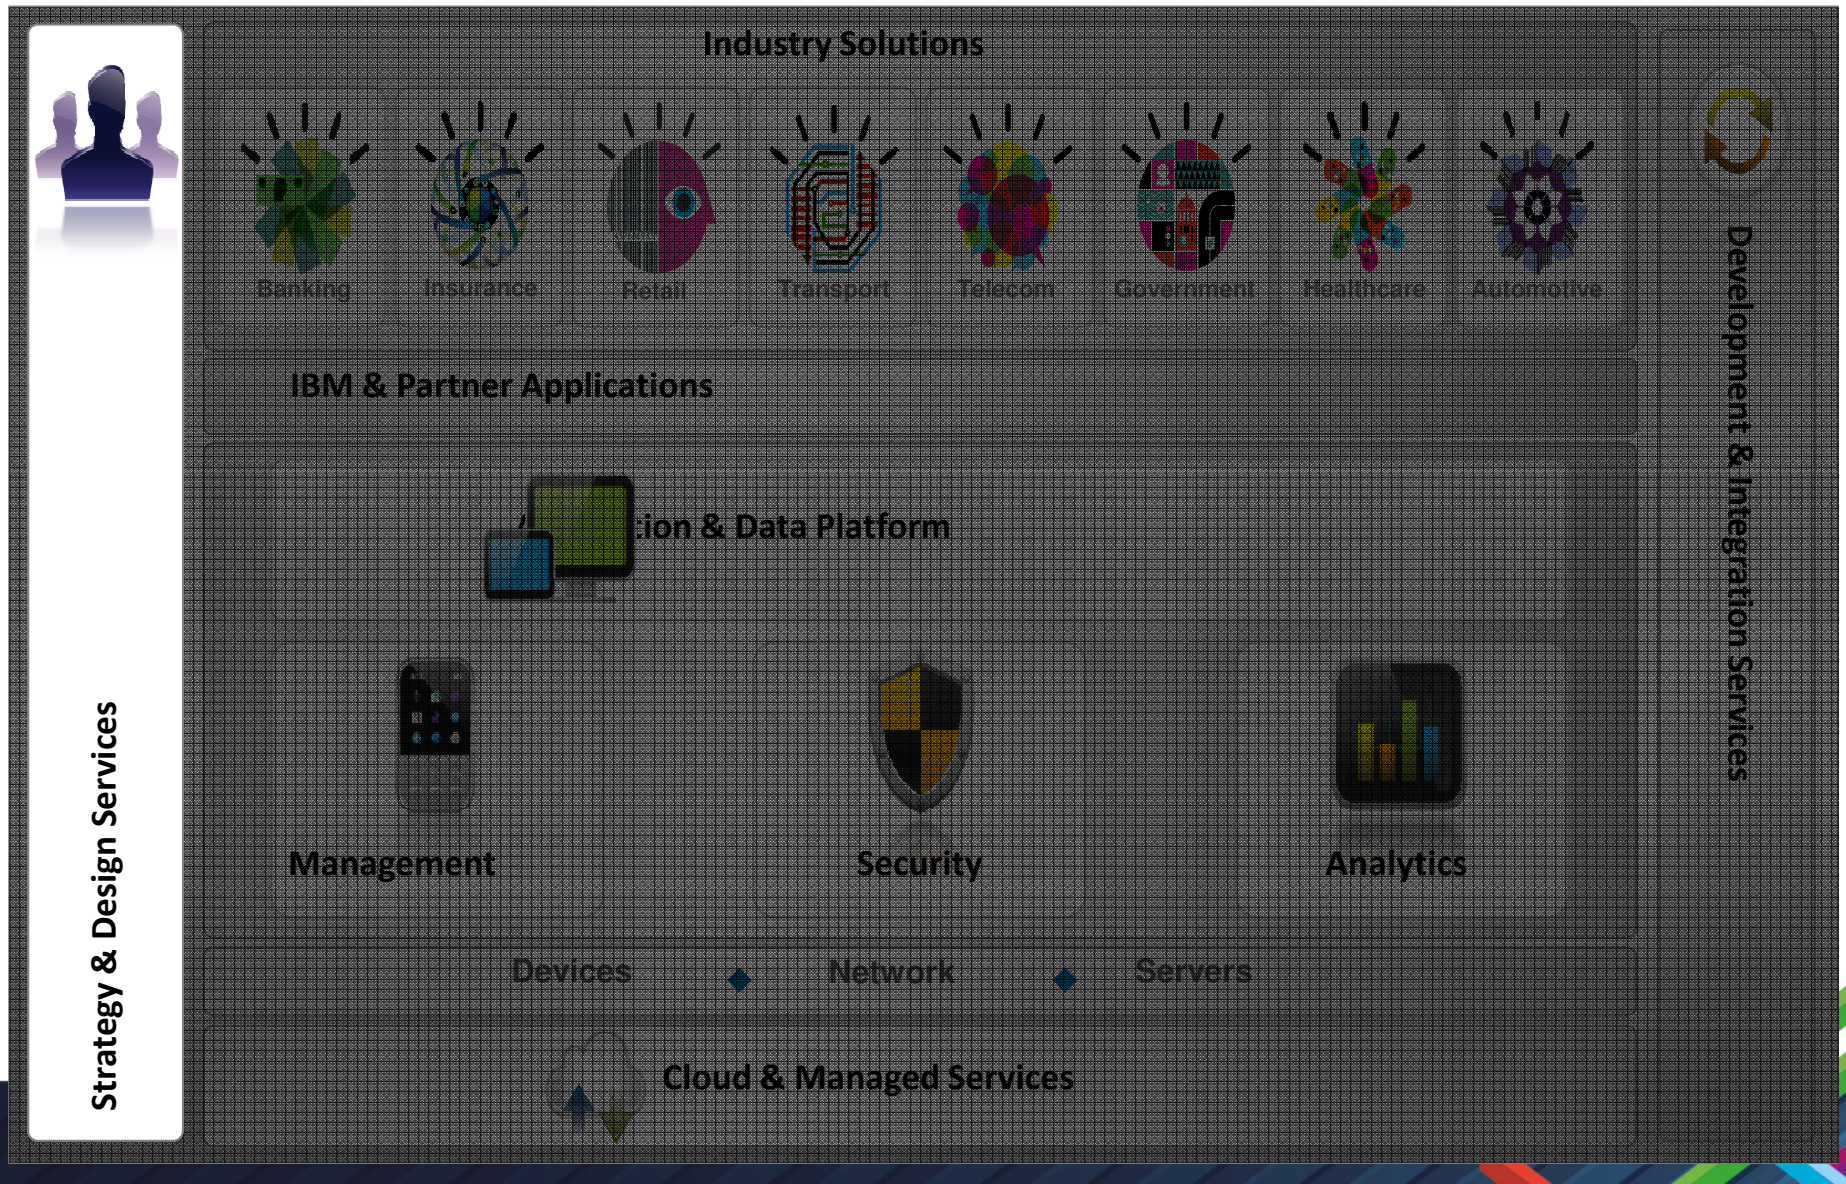 Strategy & Design Services
Industry Solutions
Banking
Insurance
Retail
Transport
Telecom
Government
Healthcare
Automotive
IBM & Partner Applications
tion & Data Platform
Management
Security
Analytics
Devices
Network
Servers
Cloud & Managed Services
Development & Integration Services